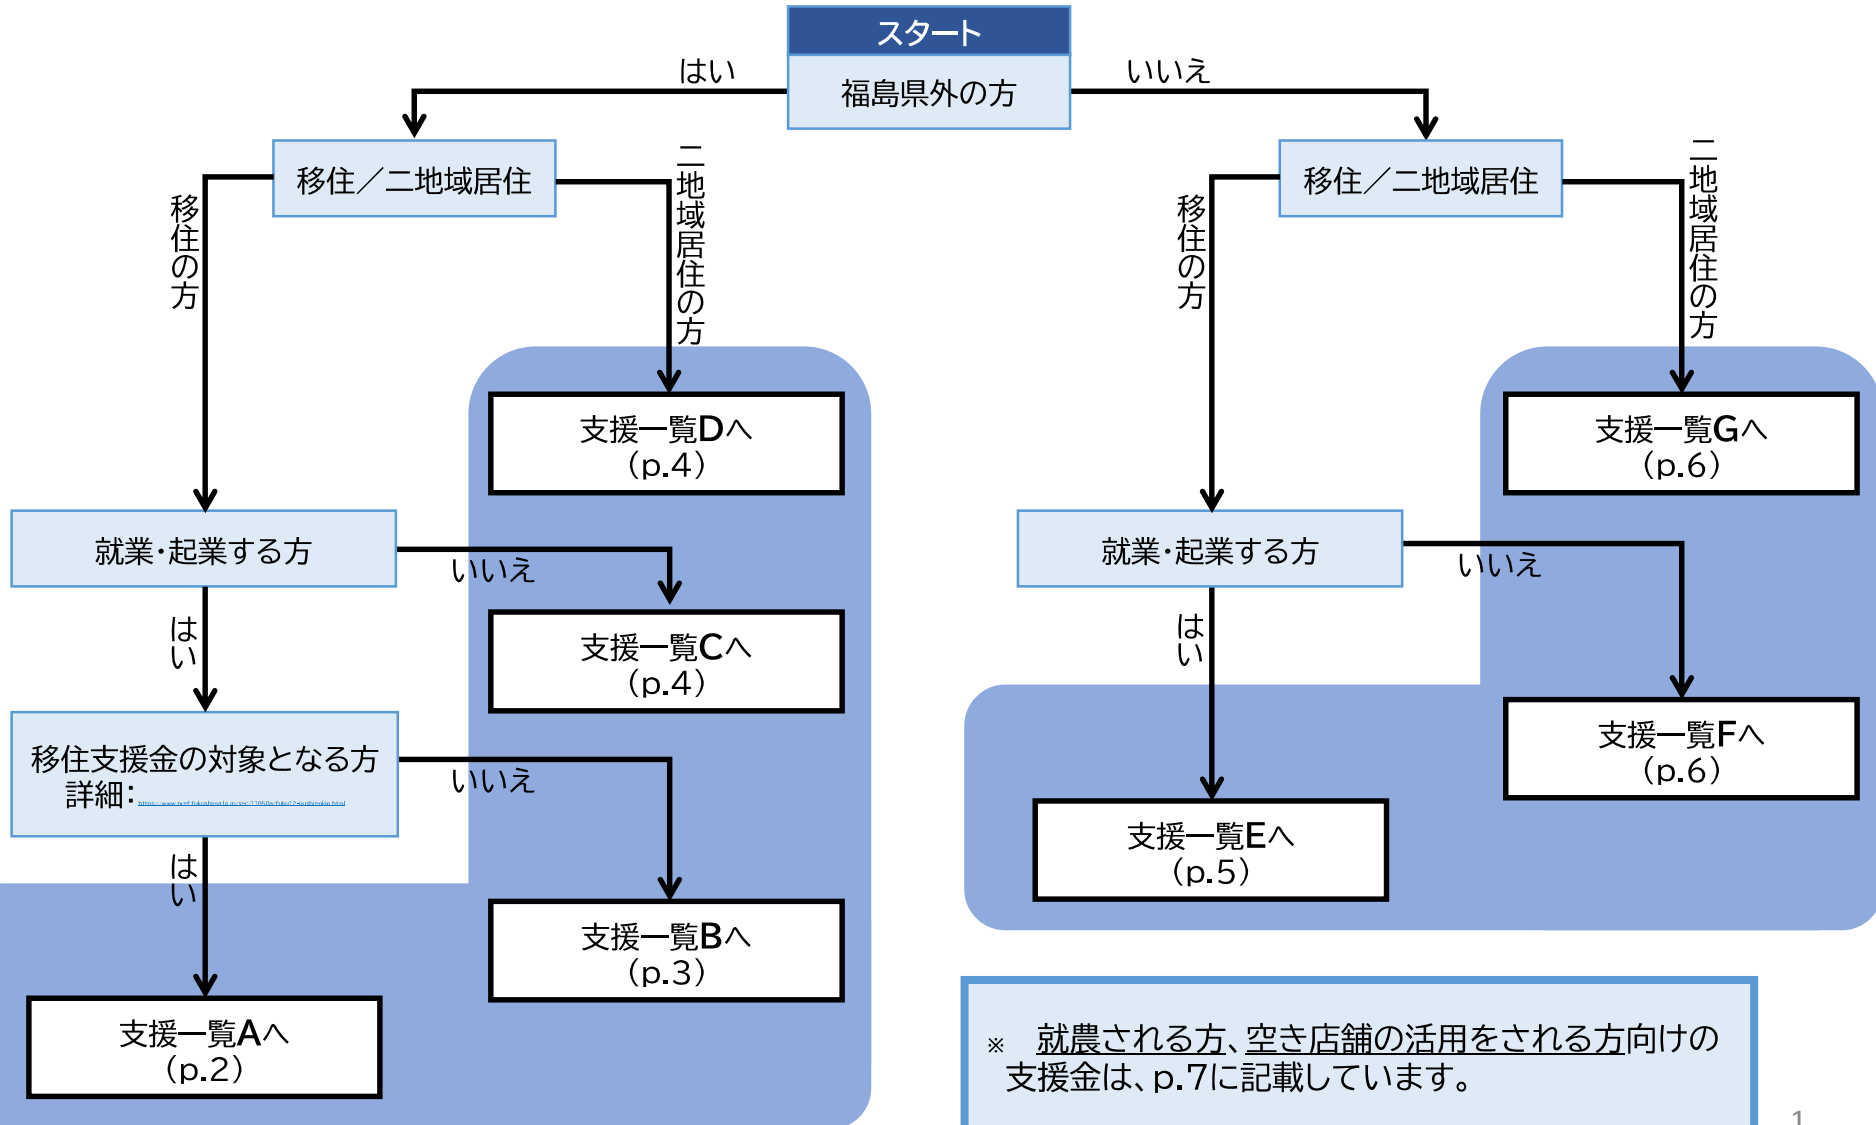 スタート
福島県外の方
はい
いいえ
移住／二地域居住
移住の方
二地域居住の方
支援一覧Dへ
（p.4）
就業・起業する方
いいえ
はい
支援一覧Cへ
（p.4）
移住支援金の対象となる方
詳細：
いいえ
はい
支援一覧Bへ
（p.3）
支援一覧Aへ
（p.2）
移住／二地域居住
移住の方
二地域居住の方
支援一覧Gへ
（p.6）
就業・起業する方
いいえ
はい
支援一覧Fへ
（p.6）
支援一覧Eへ
（p.5）
※　就農される方、空き店舗の活用をされる方向けの
支援金は、p.7に記載しています。
1